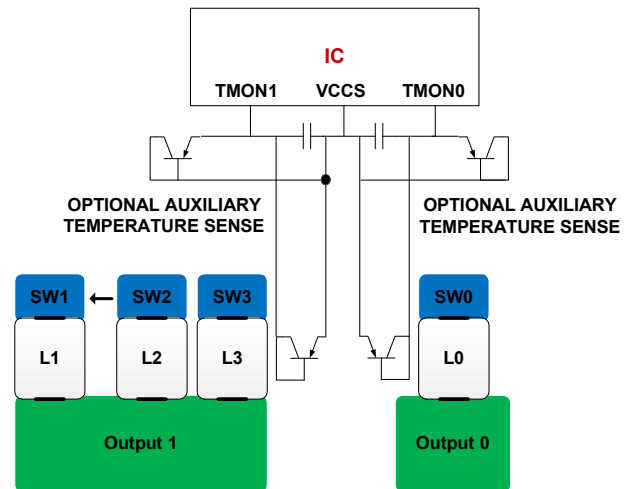 IC
TMON1 VCCS TMON0
OPTIONAL AUXILIARY
TEMPERATURE SENSE
OPTIONAL AUXILIARY
TEMPERATURE SENSE
SW1 SW2 SW3 SW0
L1 L2 L3 L0
Output 1 Output 0